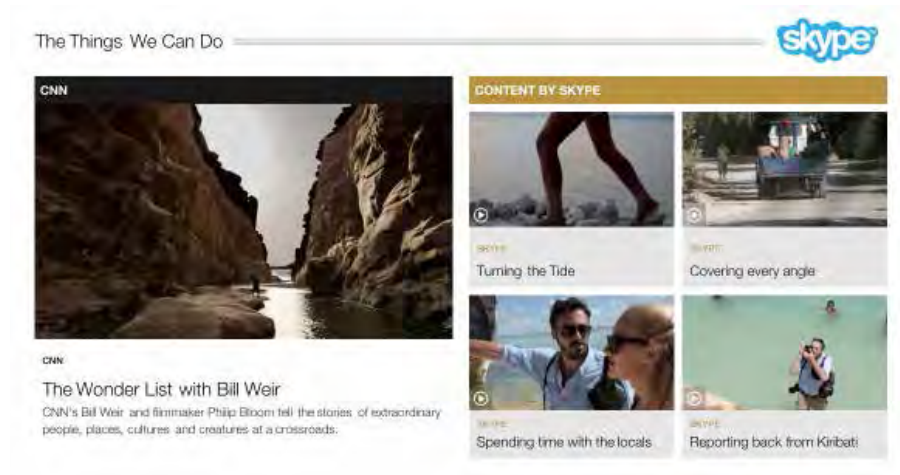 The Things We Can Do
skype
CNN
CONTENT BY SKYPE
SKYPE
Turning the Tide
SKYPE
Covering every angle
CNN
The Wonder List with Bill Weir
CNN's Bill Weir and filmmaker Philip Bloom tell the stories of extraordinary
people, places, cultures and creatures at a crossroads.
SKYPE
Spending time with the locals
SKYPE
Reporting back from Kiribati